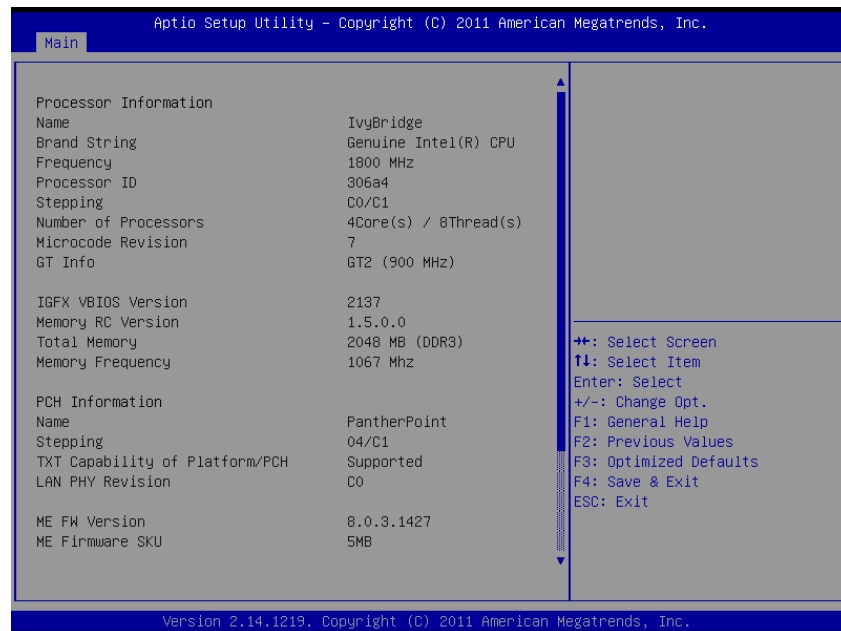 Aptio Setup Utility – Copyright (C) 2011 American Megatrends, Inc.
Main
Processor Information
Name IvyBridge
Brand String Genuine Intel(R) CPU
Frequency 1800 MHz
Processor ID 306a4
Stepping C0/C1
Number of Processors 4Core(s) / 8Thread(s)
Microcode Revision 7
GT Info GT2 (900 MHz)
IGFX VBIOS Version 2137
Memory RC Version 1.5.0.0
Total Memory 2048 MB (DDR3)
Memory Frequency 1067 Mhz
PCH Information
Name PantherPoint
Stepping 04/C1
TXT Capability of Platform/PCH Supported
LAN PHY Revision C0
ME FW Version 8.0.3.1427
ME Firmware SKU 5MB
→←: Select Screen
↑↓: Select Item
Enter: Select
+/-: Change Opt.
F1: General Help
F2: Previous Values
F3: Optimized Defaults
F4: Save & Exit
ESC: Exit
Version 2.14.1219. Copyright (C) 2011 American Megatrends, Inc.